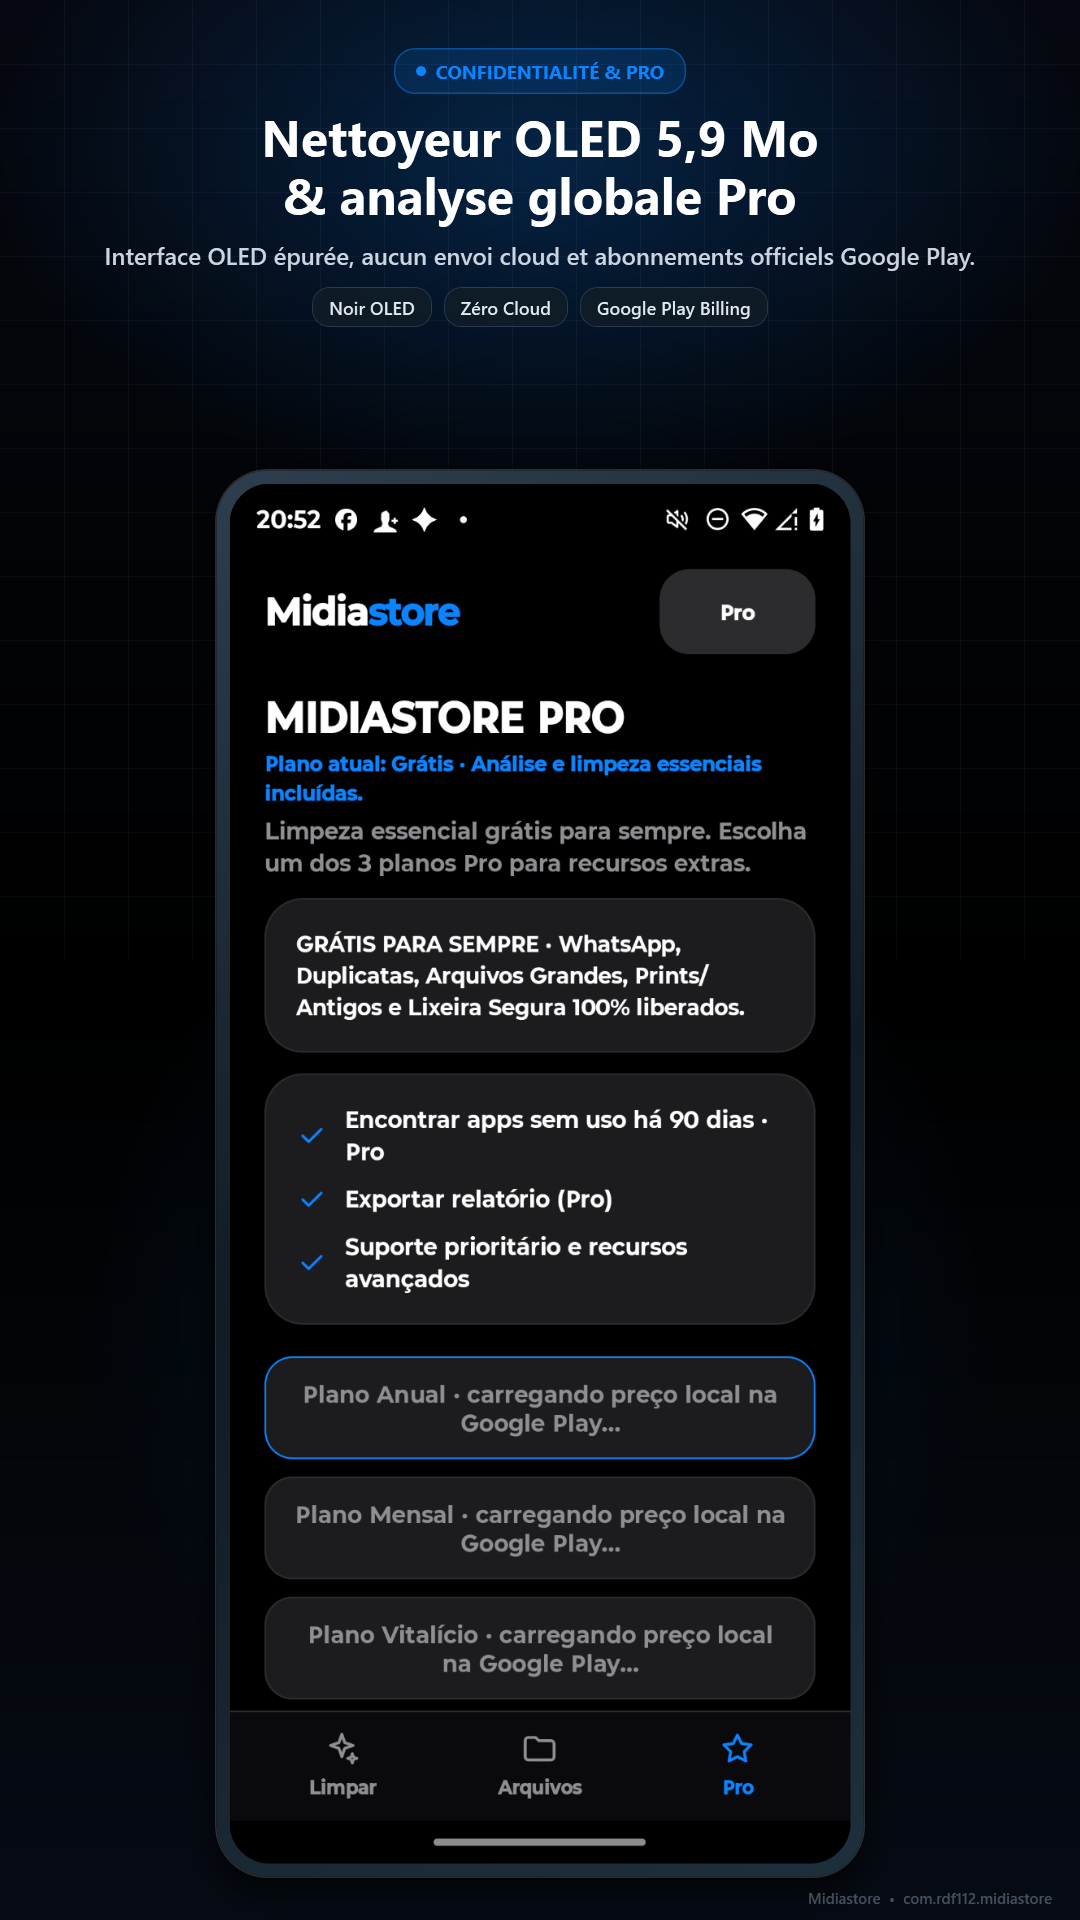 CONFIDENTIALITÉ & PRO
Nettoyeur OLED 5,9 Mo
& analyse globale Pro
Interface OLED épurée, aucun envoi cloud et abonnements officiels Google Play.
Noir OLED
Zéro Cloud
Google Play Billing
20:52
Midiastore
Pro
MIDIASTORE PRO
Plano atual: Grátis · Análise e limpeza essenciais
incluídas.
Limpeza essencial grátis para sempre. Escolha
um dos 3 planos Pro para recursos extras.
GRÁTIS PARA SEMPRE · WhatsApp,
Duplicatas, Arquivos Grandes, Prints/
Antigos e Lixeira Segura 100% liberados.
Encontrar apps sem uso há 90 dias ·
Pro
Exportar relatório (Pro)
Suporte prioritário e recursos
avançados
Plano Anual · carregando preço local na
Google Play...
Plano Mensal · carregando preço local na
Google Play...
Plano Vitalício · carregando preço local
na Google Play...
Limpar
Arquivos
Pro
Midiastore • com.rdf112.midiastore